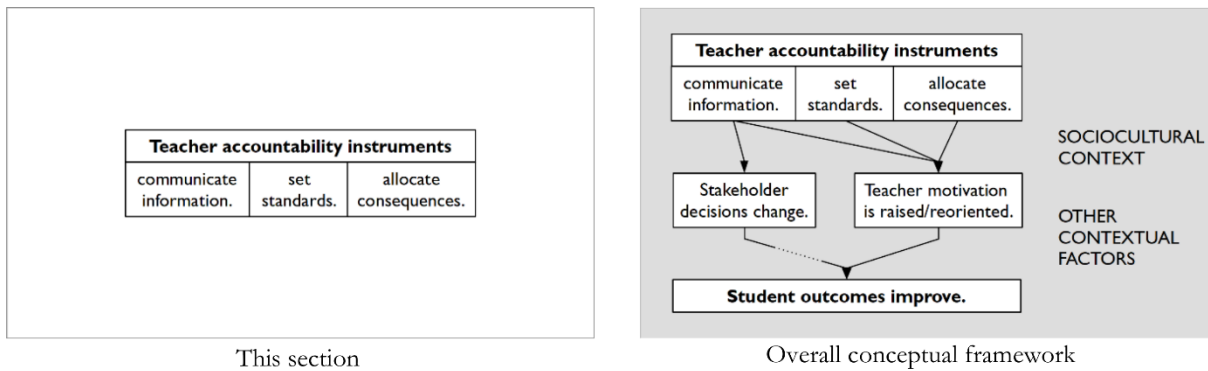 Teacher accountability instruments
communicate
information.
set
standards.
allocate
consequences.
This section
Teacher accountability instruments
communicate
information.
set
standards.
allocate
consequences.
SOCIOCULTURAL
CONTEXT
Stakeholder
decisions change.
Teacher motivation
is raised/reoriented.
OTHER
CONTEXTUAL
FACTORS
Student outcomes improve.
Overall conceptual framework